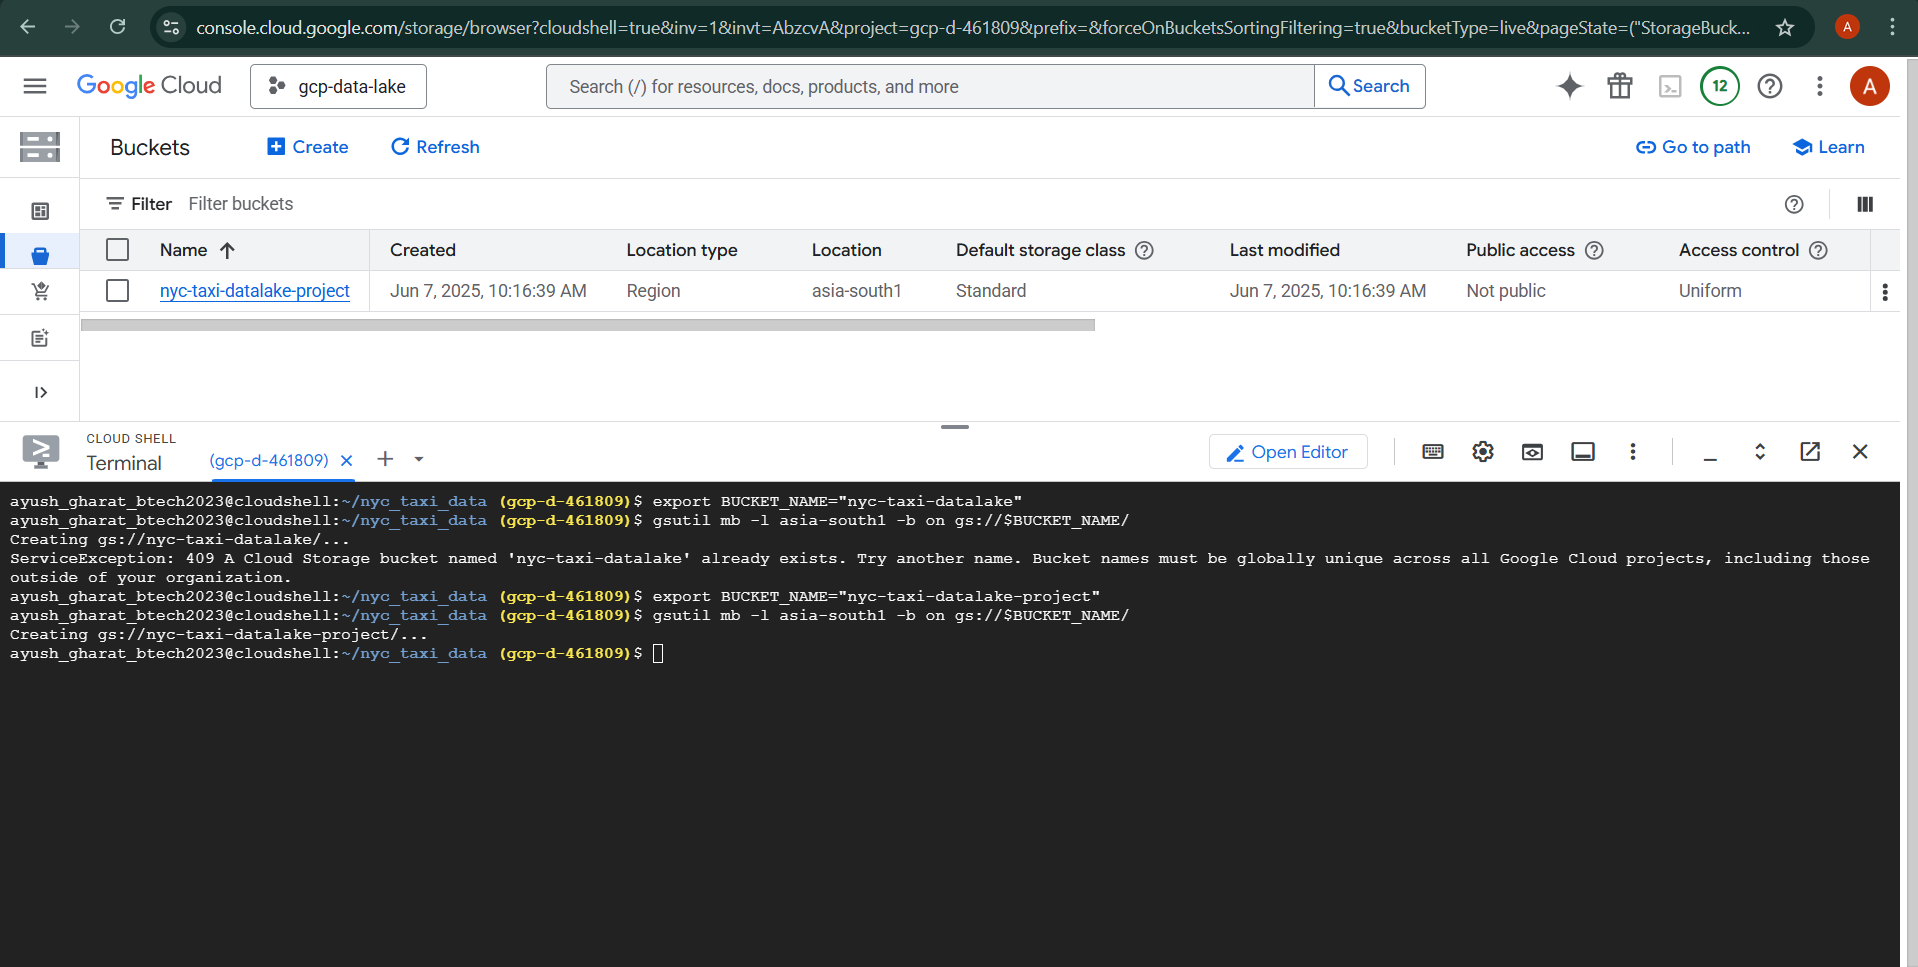 console.cloud.google.com/storage/browser?cloudshell=true&inv=1&invt=AbzcvA&project=gcp-d-461809&prefix=&forceOnBucketsSortingFiltering=true&bucketType=live&pageState=("StorageBuck...
A
Google Cloud
gcp-data-lake
Search (/) for resources, docs, products, and more
Search
12
A
Buckets
Create
Refresh
Go to path
Learn
Filter Filter buckets
Name Created Location type Location Default storage class Last modified Public access Access control
nyc-taxi-datalake-project Jun 7, 2025, 10:16:39 AM Region asia-south1 Standard Jun 7, 2025, 10:16:39 AM Not public Uniform
CLOUD SHELL
Terminal
(gcp-d-461809)
Open Editor
ayush_gharat_btech2023@cloudshell:~/nyc_taxi_data (gcp-d-461809)$ export BUCKET_NAME="nyc-taxi-datalake"
ayush_gharat_btech2023@cloudshell:~/nyc_taxi_data (gcp-d-461809)$ gsutil mb -l asia-south1 -b on gs://$BUCKET_NAME/
Creating gs://nyc-taxi-datalake/...
ServiceException: 409 A Cloud Storage bucket named 'nyc-taxi-datalake' already exists. Try another name. Bucket names must be globally unique across all Google Cloud projects, including those
outside of your organization.
ayush_gharat_btech2023@cloudshell:~/nyc_taxi_data (gcp-d-461809)$ export BUCKET_NAME="nyc-taxi-datalake-project"
ayush_gharat_btech2023@cloudshell:~/nyc_taxi_data (gcp-d-461809)$ gsutil mb -l asia-south1 -b on gs://$BUCKET_NAME/
Creating gs://nyc-taxi-datalake-project/...
ayush_gharat_btech2023@cloudshell:~/nyc_taxi_data (gcp-d-461809)$